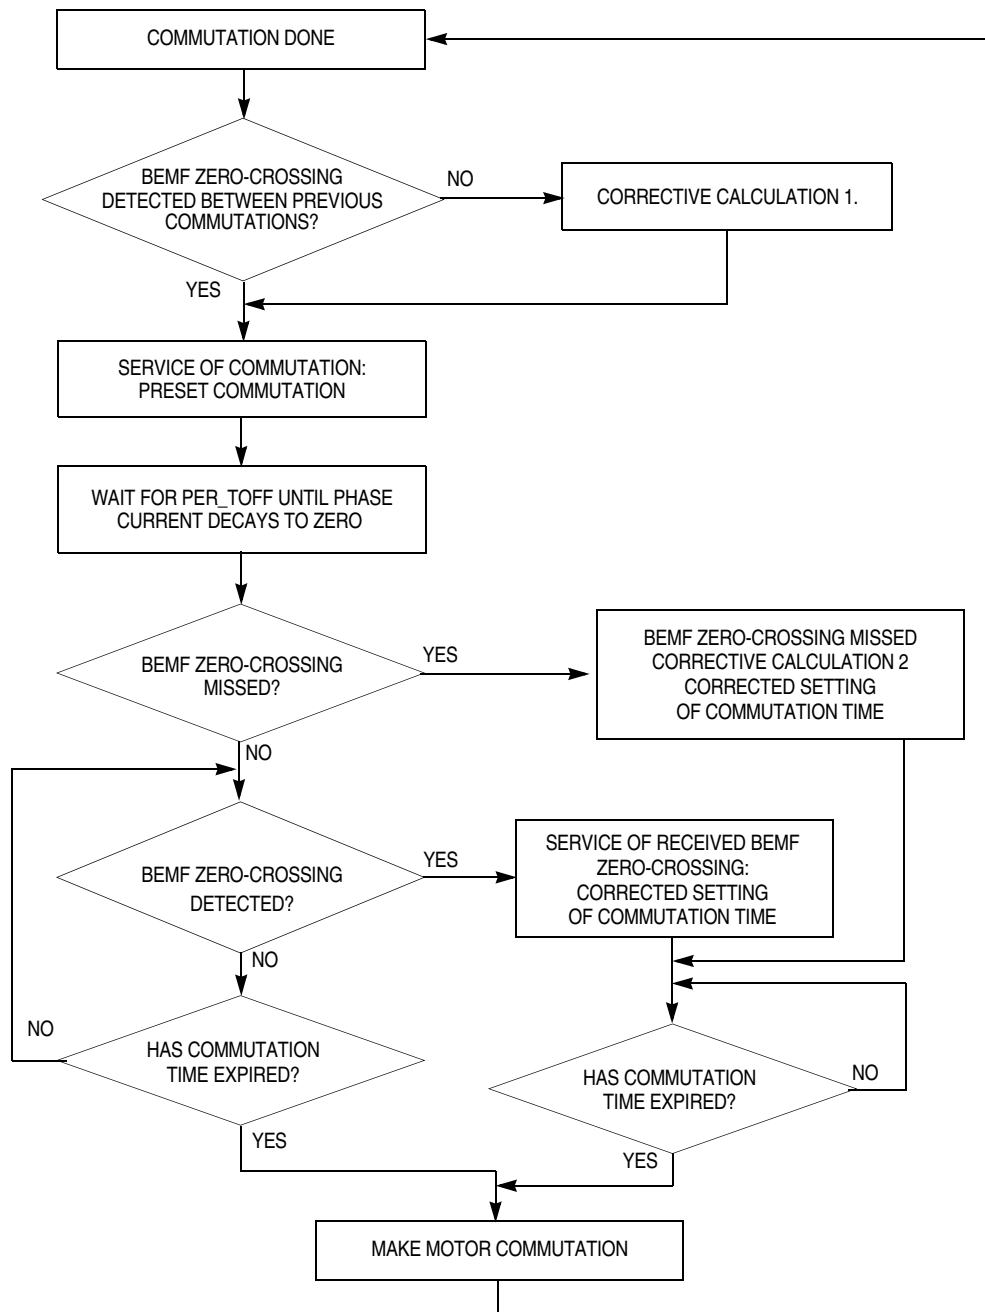 COMMUTATION DONE
BEMF ZERO-CROSSING
DETECTED BETWEEN PREVIOUS
COMMUTATIONS?
NO
CORRECTIVE CALCULATION 1.
YES
SERVICE OF COMMUTATION:
PRESET COMMUTATION
WAIT FOR PER_TOFF UNTIL PHASE
CURRENT DECAYS TO ZERO
BEMF ZERO-CROSSING
MISSED?
YES
BEMF ZERO-CROSSING MISSED
CORRECTIVE CALCULATION 2
CORRECTED SETTING
OF COMMUTATION TIME
NO
BEMF ZERO-CROSSING
DETECTED?
YES
SERVICE OF RECEIVED BEMF
ZERO-CROSSING:
CORRECTED SETTING
OF COMMUTATION TIME
NO
NO
HAS COMMUTATION
TIME EXPIRED?
HAS COMMUTATION
TIME EXPIRED?
NO
YES
YES
MAKE MOTOR COMMUTATION